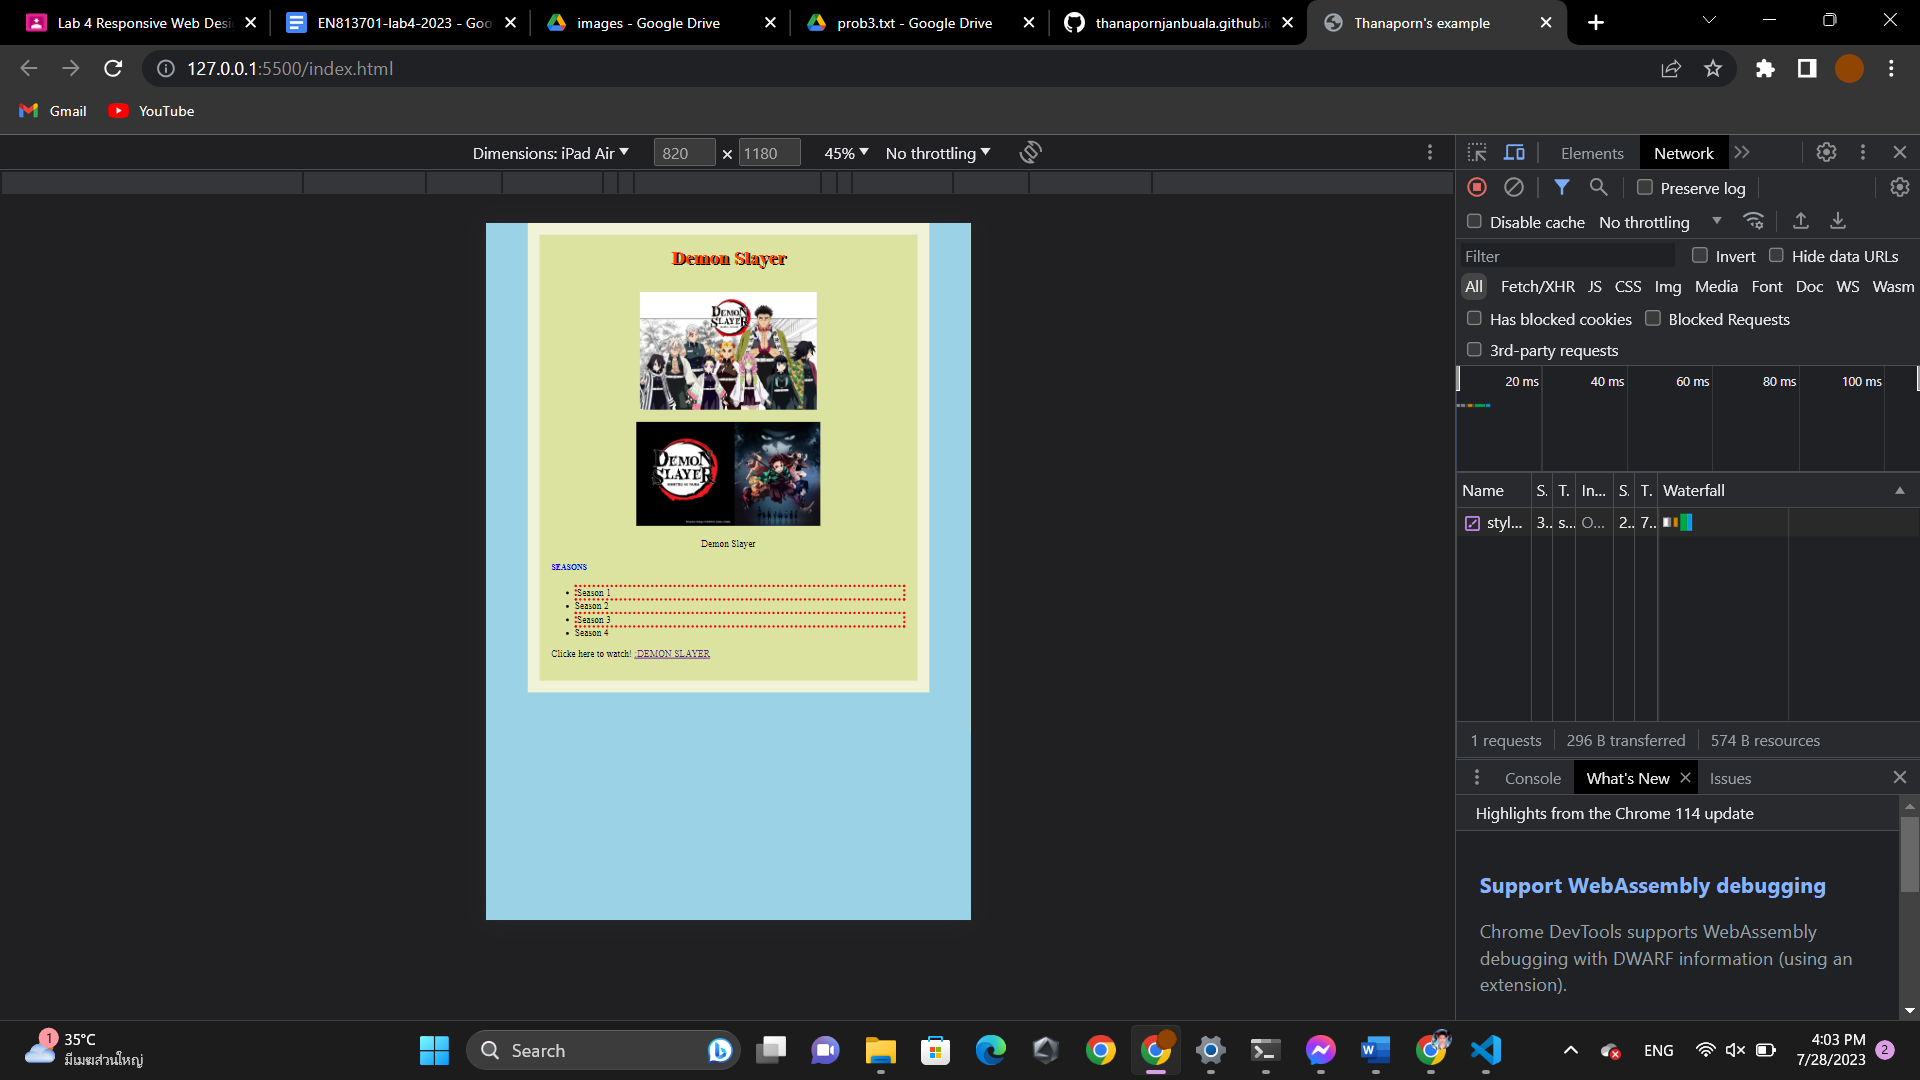 Lab 4 Responsive Web Desi
EN813701-lab4-2023 - Goo
images - Google Drive
prob3.txt - Google Drive
thanapornjanbuala.github.i
Thanaporn's example
127.0.0.1:5500/index.html
Gmail
YouTube
Dimensions: iPad Air
820 × 1180
45%
No throttling
Elements
Network
Preserve log
Disable cache
No throttling
Filter
Invert
Hide data URLs
All Fetch/XHR JS CSS Img Media Font Doc WS Wasm
Has blocked cookies
Blocked Requests
3rd-party requests
20 ms 40 ms 60 ms 80 ms 100 ms
Name S. T. In... S. T. Waterfall
styl... 3.. s... O... 2.. 7..
1 requests 296 B transferred 574 B resources
Console
What's New
Issues
Highlights from the Chrome 114 update
Support WebAssembly debugging
Chrome DevTools supports WebAssembly
debugging with DWARF information (using an
extension).
Demon Slayer
DEMON
SLAYER
DEMON
SLAYER
Demon Slayer
SEASONS
• Season 1
• Season 2
• Season 3
• Season 4
Clicke here to watch! :DEMON SLAYER
1
35°C
มีเมฆส่วนใหญ่
Search
ENG
4:03 PM
7/28/2023
2